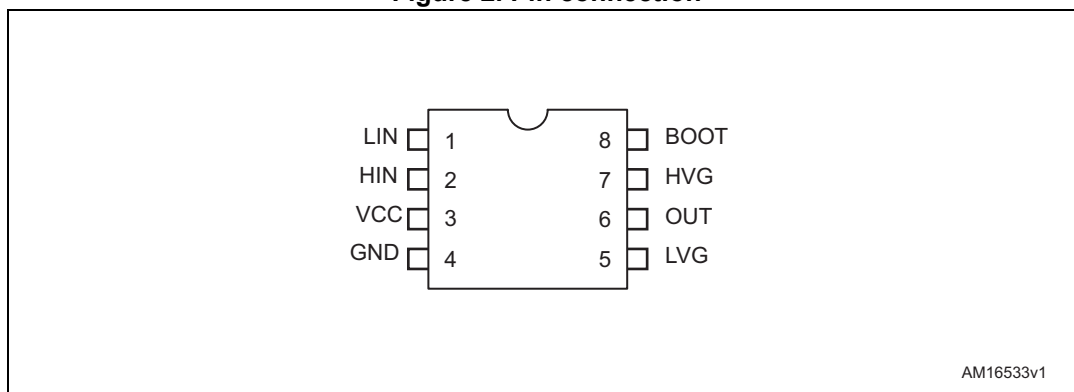 Figure 2. Pin connection
LIN 1 8 BOOT
HIN 2 7 HVG
VCC 3 6 OUT
GND 4 5 LVG
AM16533v1